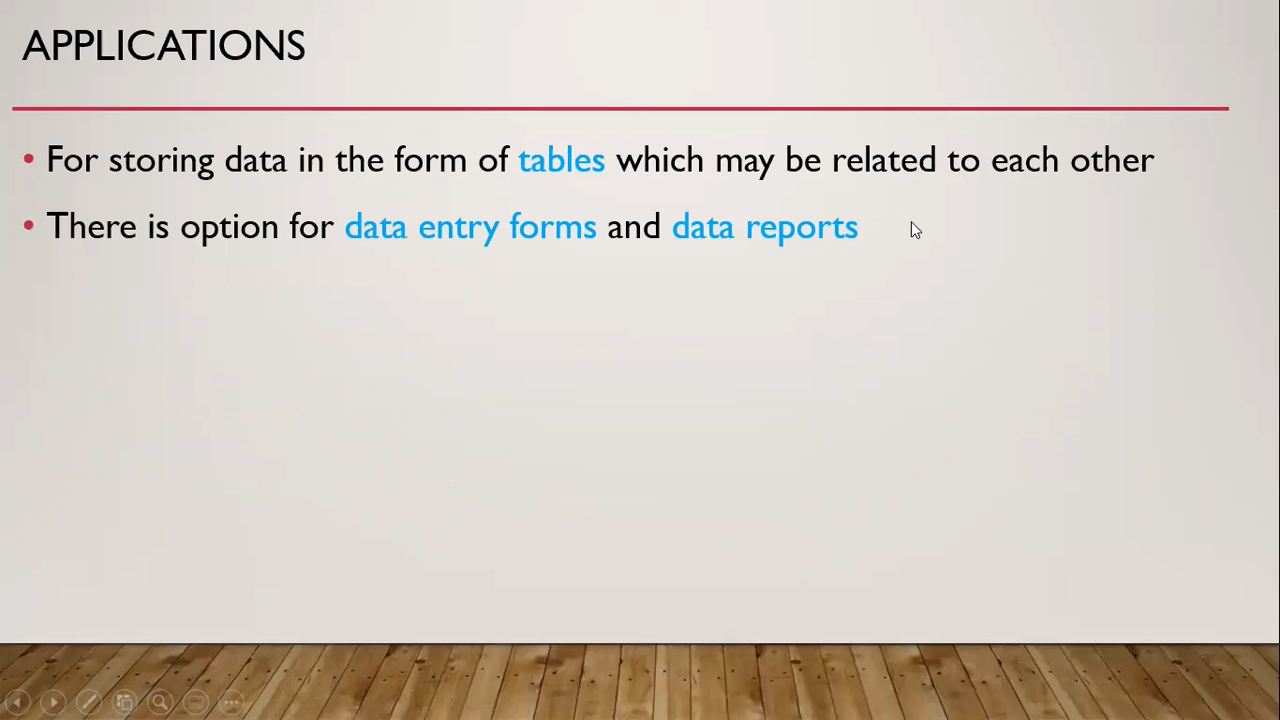 APPLICATIONS
• For storing data in the form of tables which may be related to each other
• There is option for data entry forms and data reports